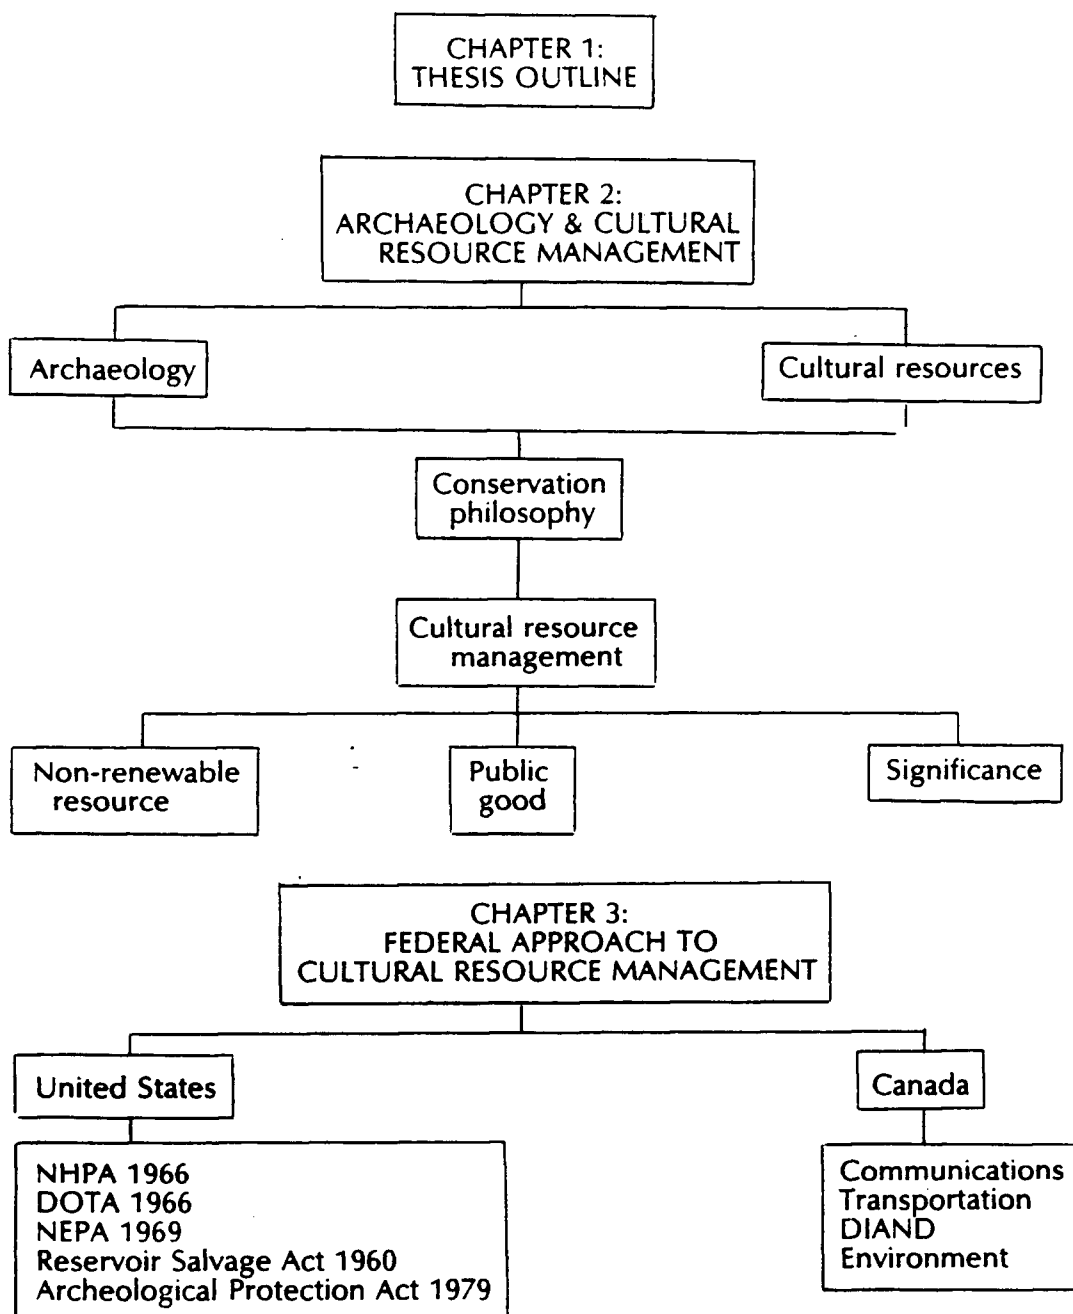 CHAPTER 1:
THESIS OUTLINE
CHAPTER 2:
ARCHAEOLOGY & CULTURAL
RESOURCE MANAGEMENT
Archaeology
Cultural resources
Conservation
philosophy
Cultural resource
management
Non-renewable
resource
Public
good
Significance
CHAPTER 3:
FEDERAL APPROACH TO
CULTURAL RESOURCE MANAGEMENT
United States
Canada
NHPA 1966
DOTA 1966
NEPA 1969
Reservoir Salvage Act 1960
Archeological Protection Act 1979
Communications
Transportation
DIAND
Environment